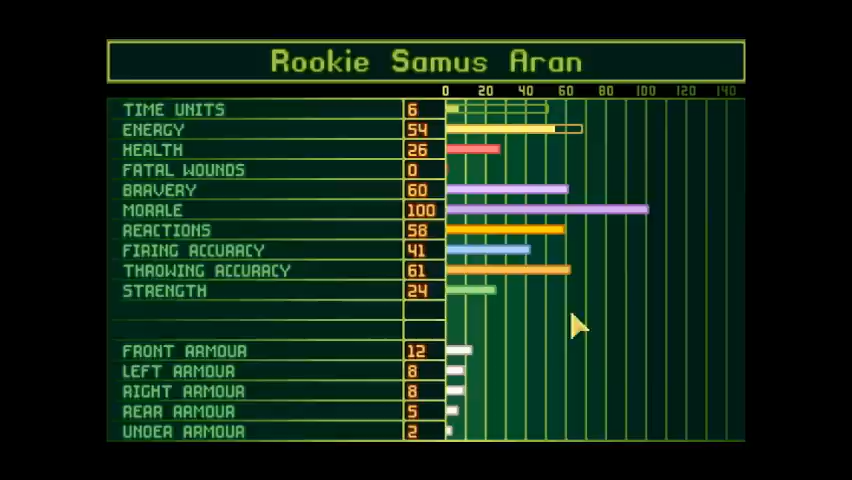 Rookie Samus Aran
0 20 40 60 80 100 120 140
TIME UNITS 6
ENERGY 54
HEALTH 26
FATAL WOUNDS 0
BRAVERY 60
MORALE 100
REACTIONS 58
FIRING ACCURACY 41
THROWING ACCURACY 61
STRENGTH 24
FRONT ARMOUR 12
LEFT ARMOUR 8
RIGHT ARMOUR 8
REAR ARMOUR 5
UNDER ARMOUR 2